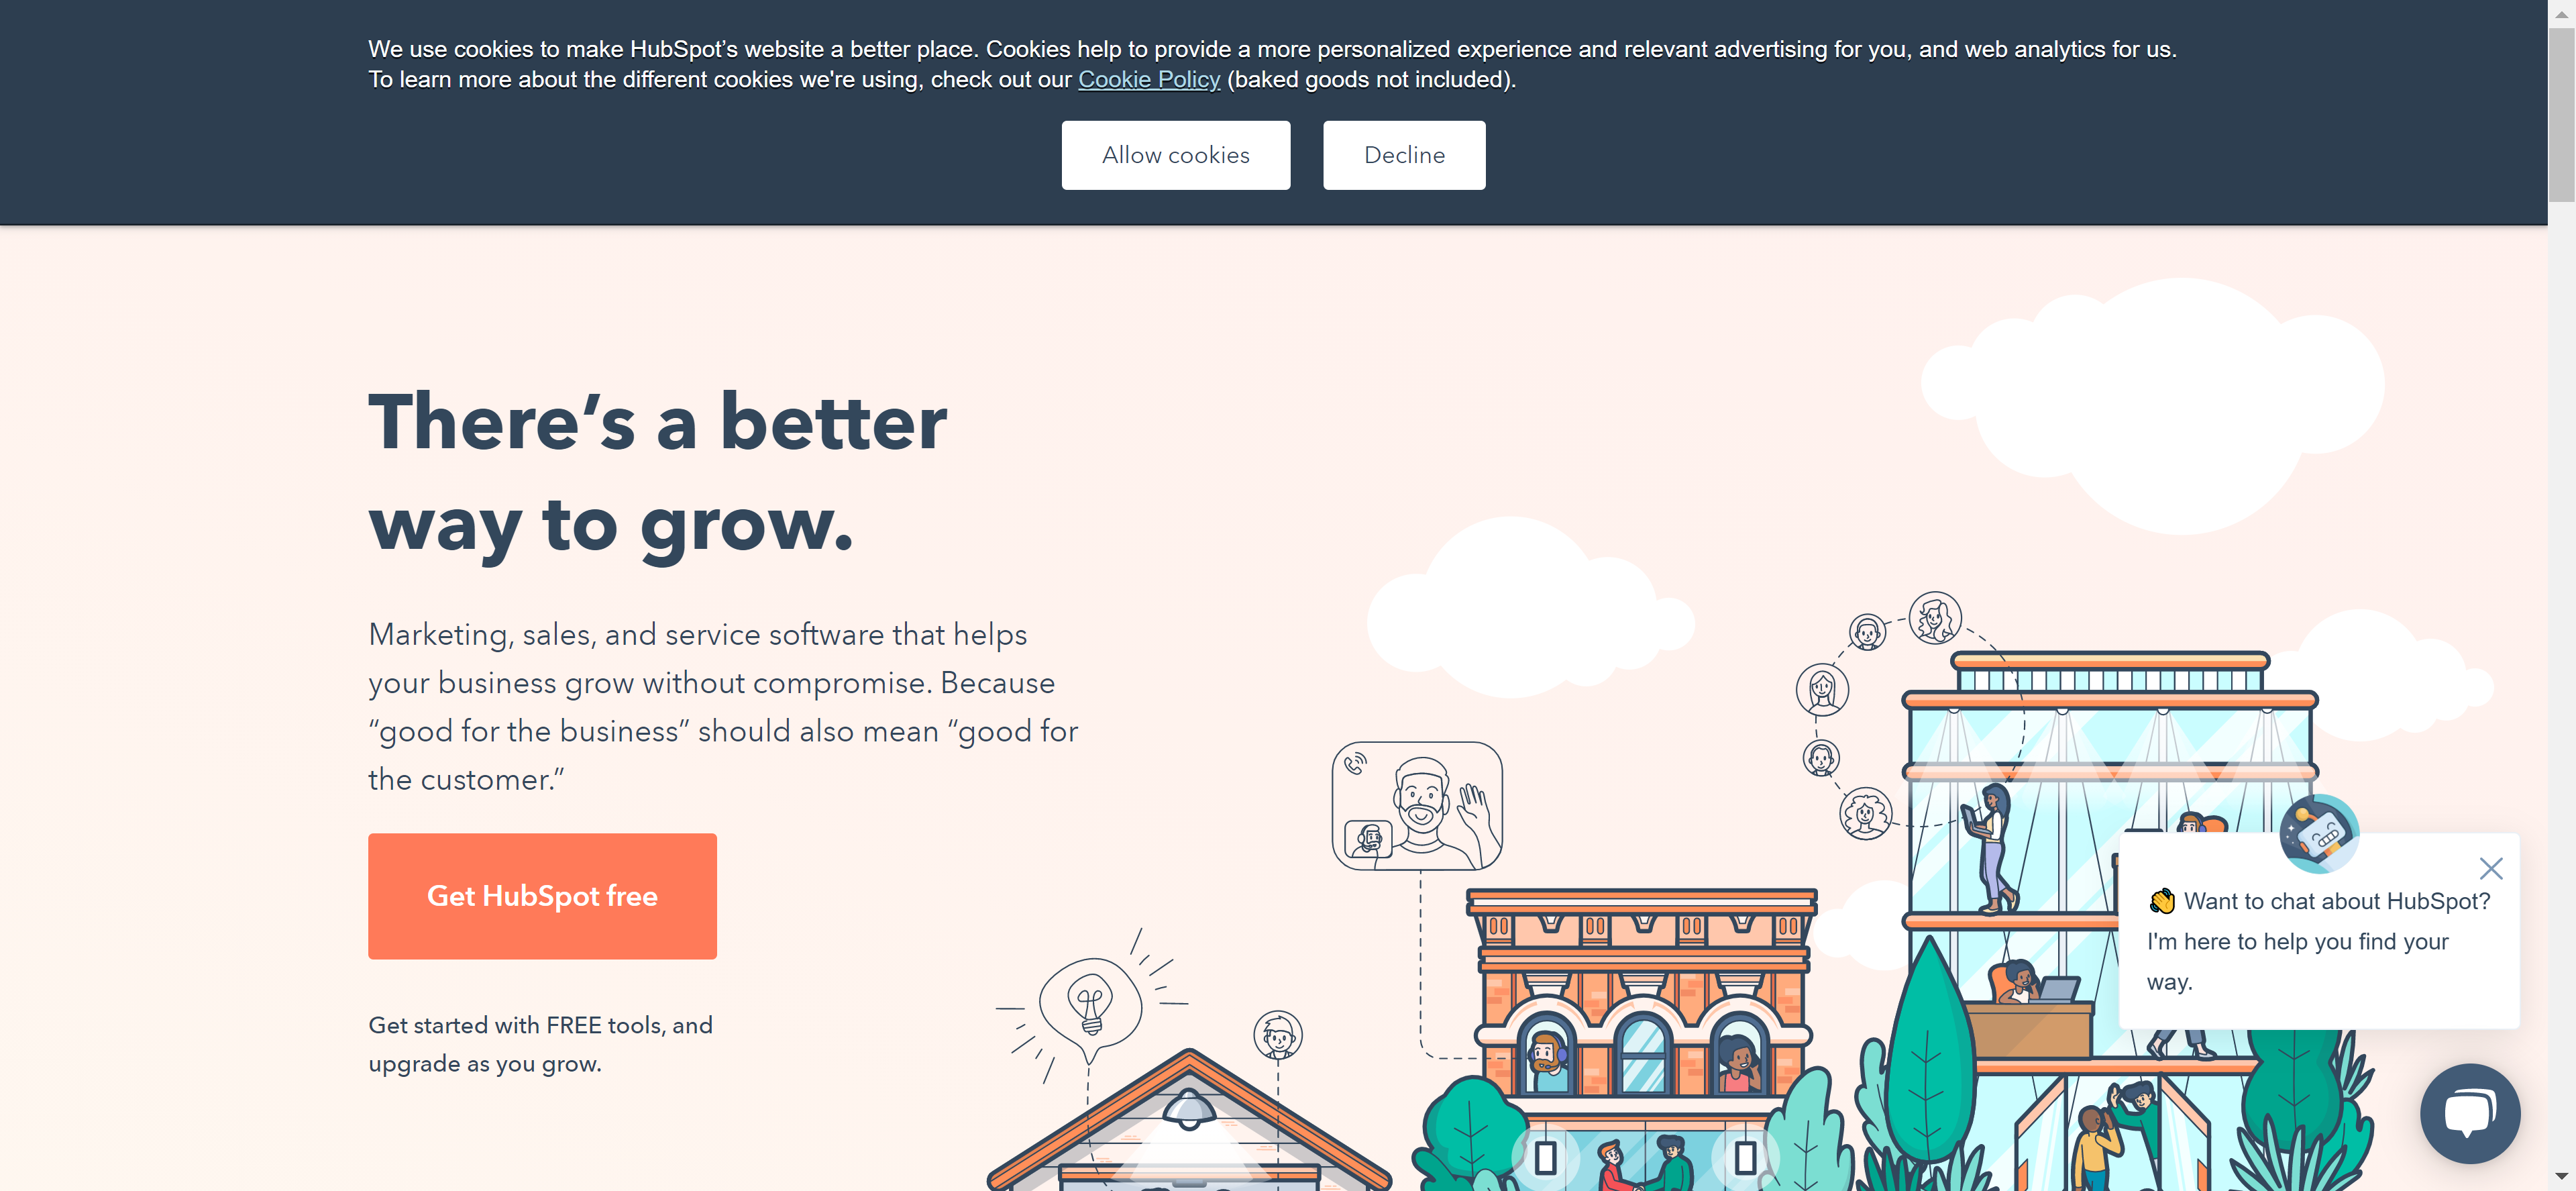 We use cookies to make HubSpot’s website a better place. Cookies help to provide a more personalized experience and relevant advertising for you, and web analytics for us.
To learn more about the different cookies we're using, check out our Cookie Policy (baked goods not included).
Allow cookies
Decline
There’s a better
way to grow.
Marketing, sales, and service software that helps
your business grow without compromise. Because
“good for the business” should also mean “good for
the customer.”
Get HubSpot free
Get started with FREE tools, and
upgrade as you grow.
👋 Want to chat about HubSpot?
I'm here to help you find your
way.